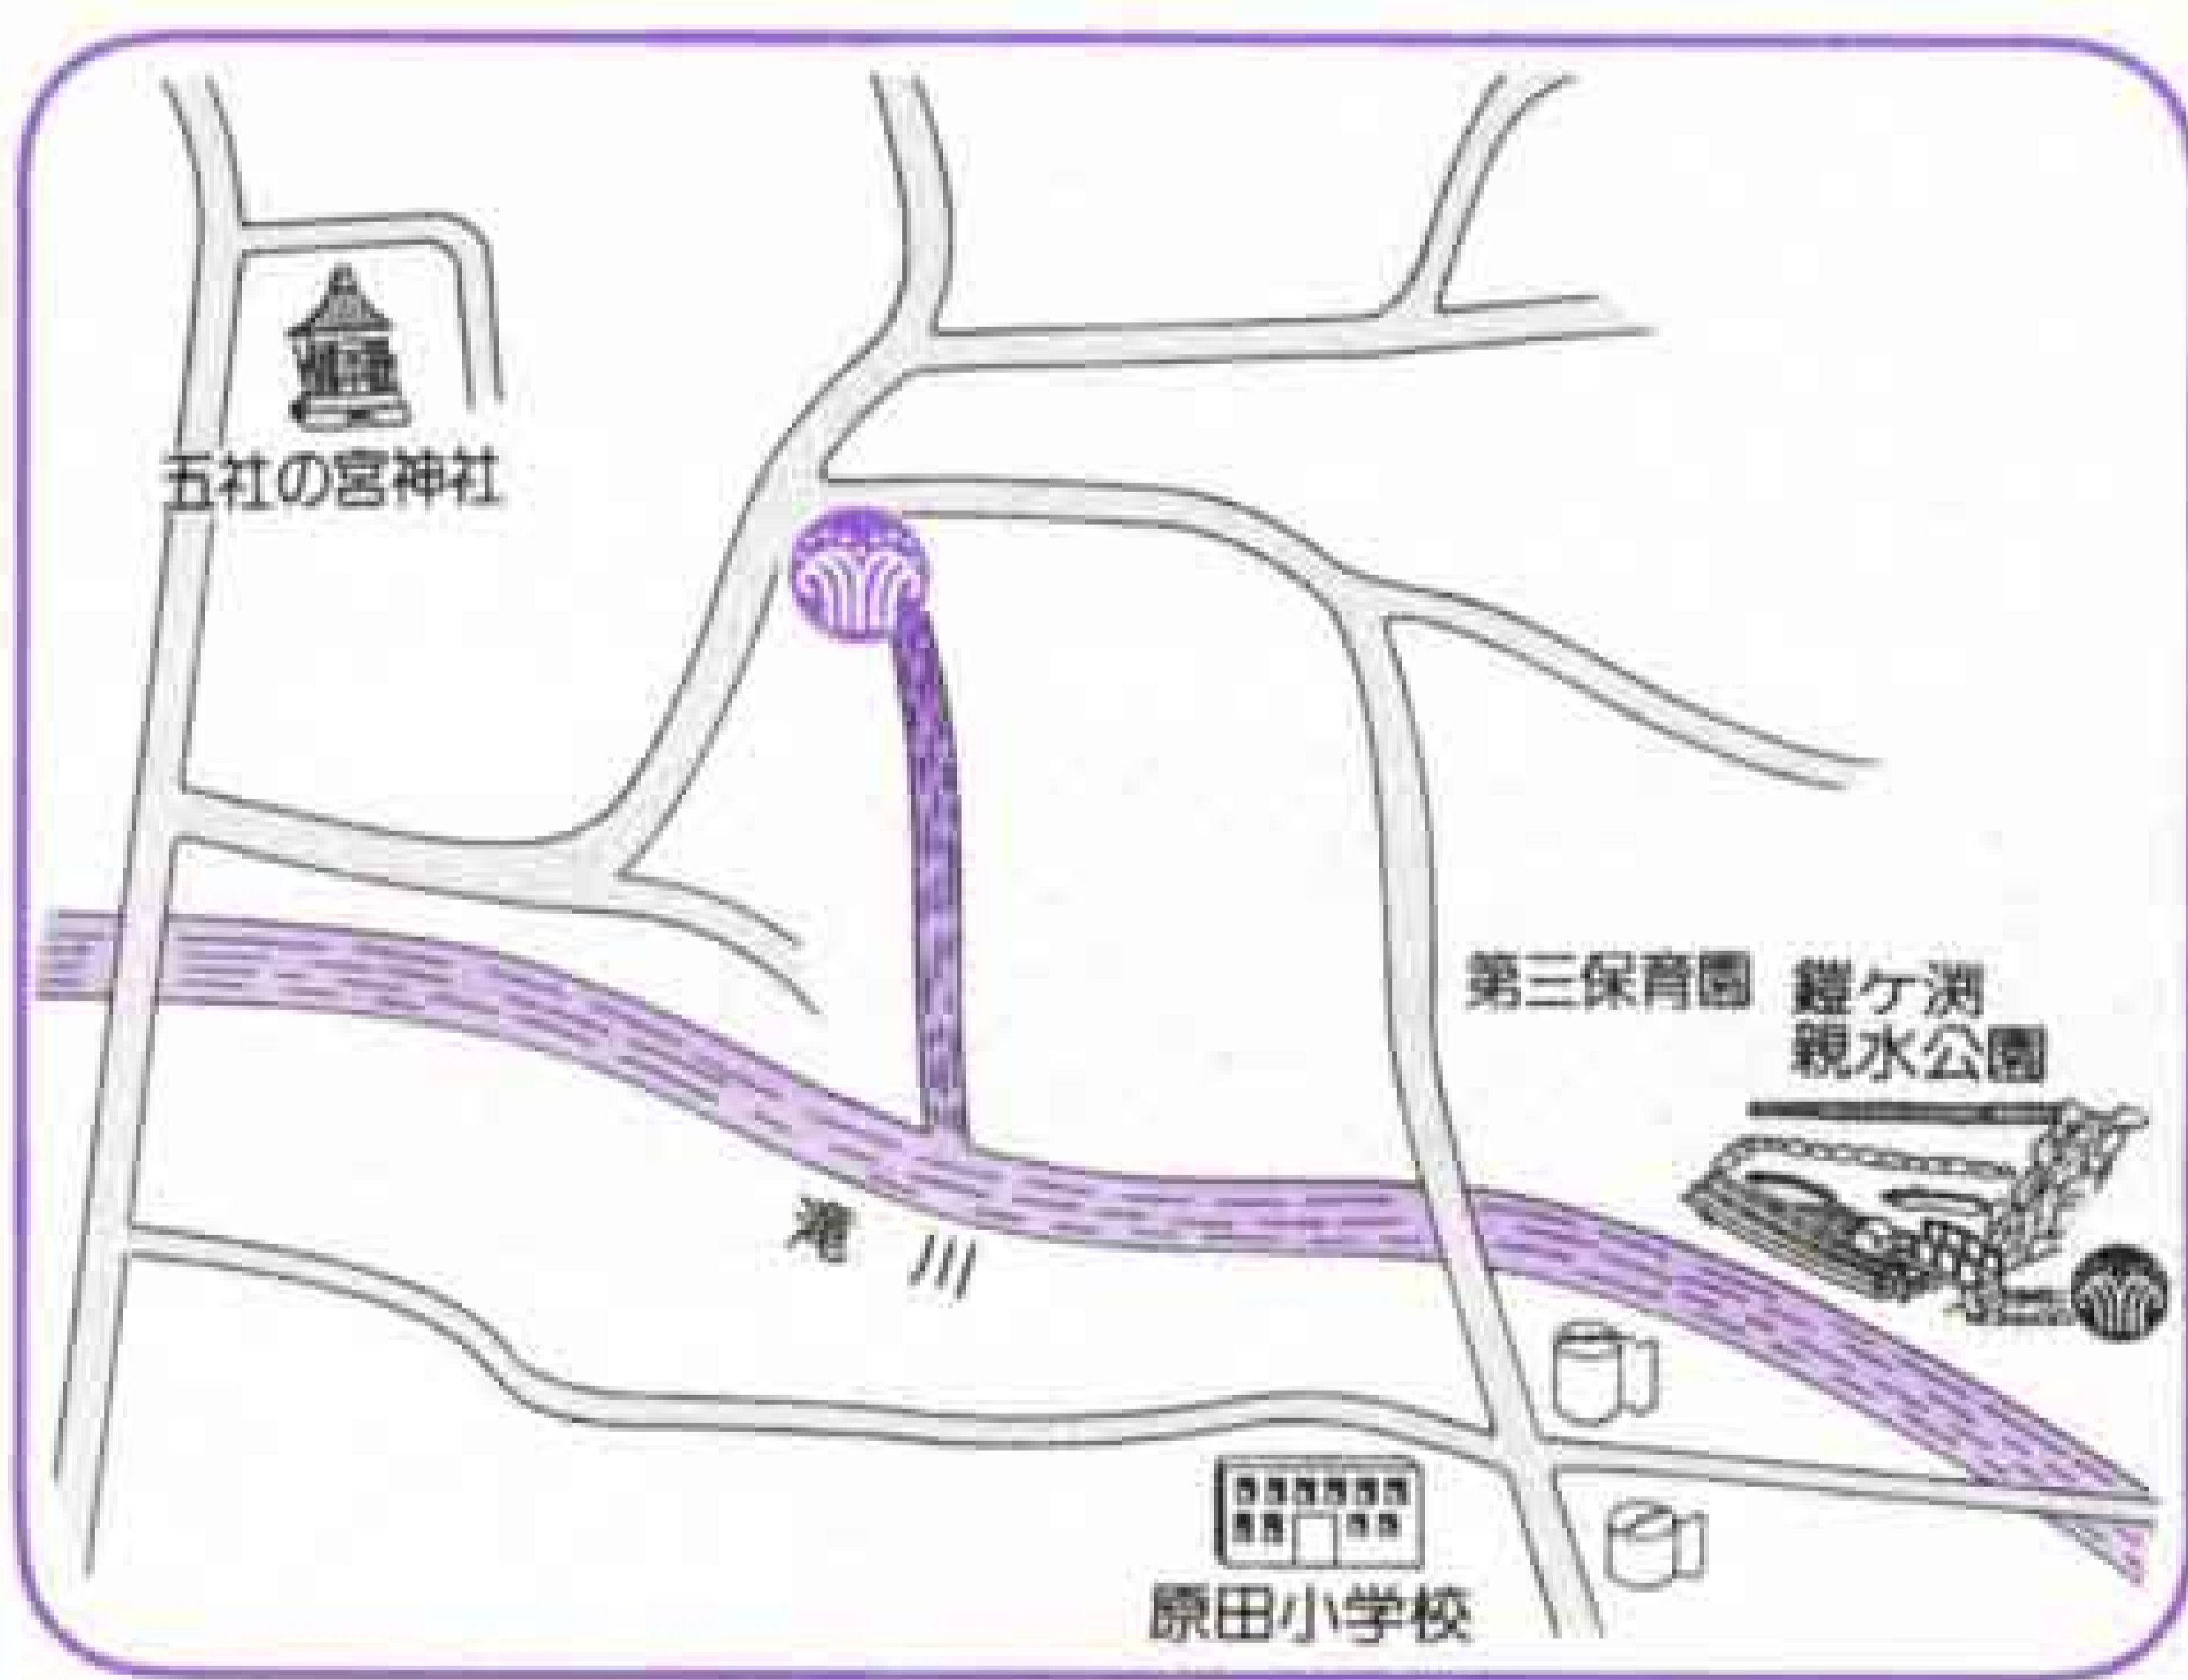 五社の宮神社
第三保育園
鎧ケ渕
親水公園
滝川
原田小学校